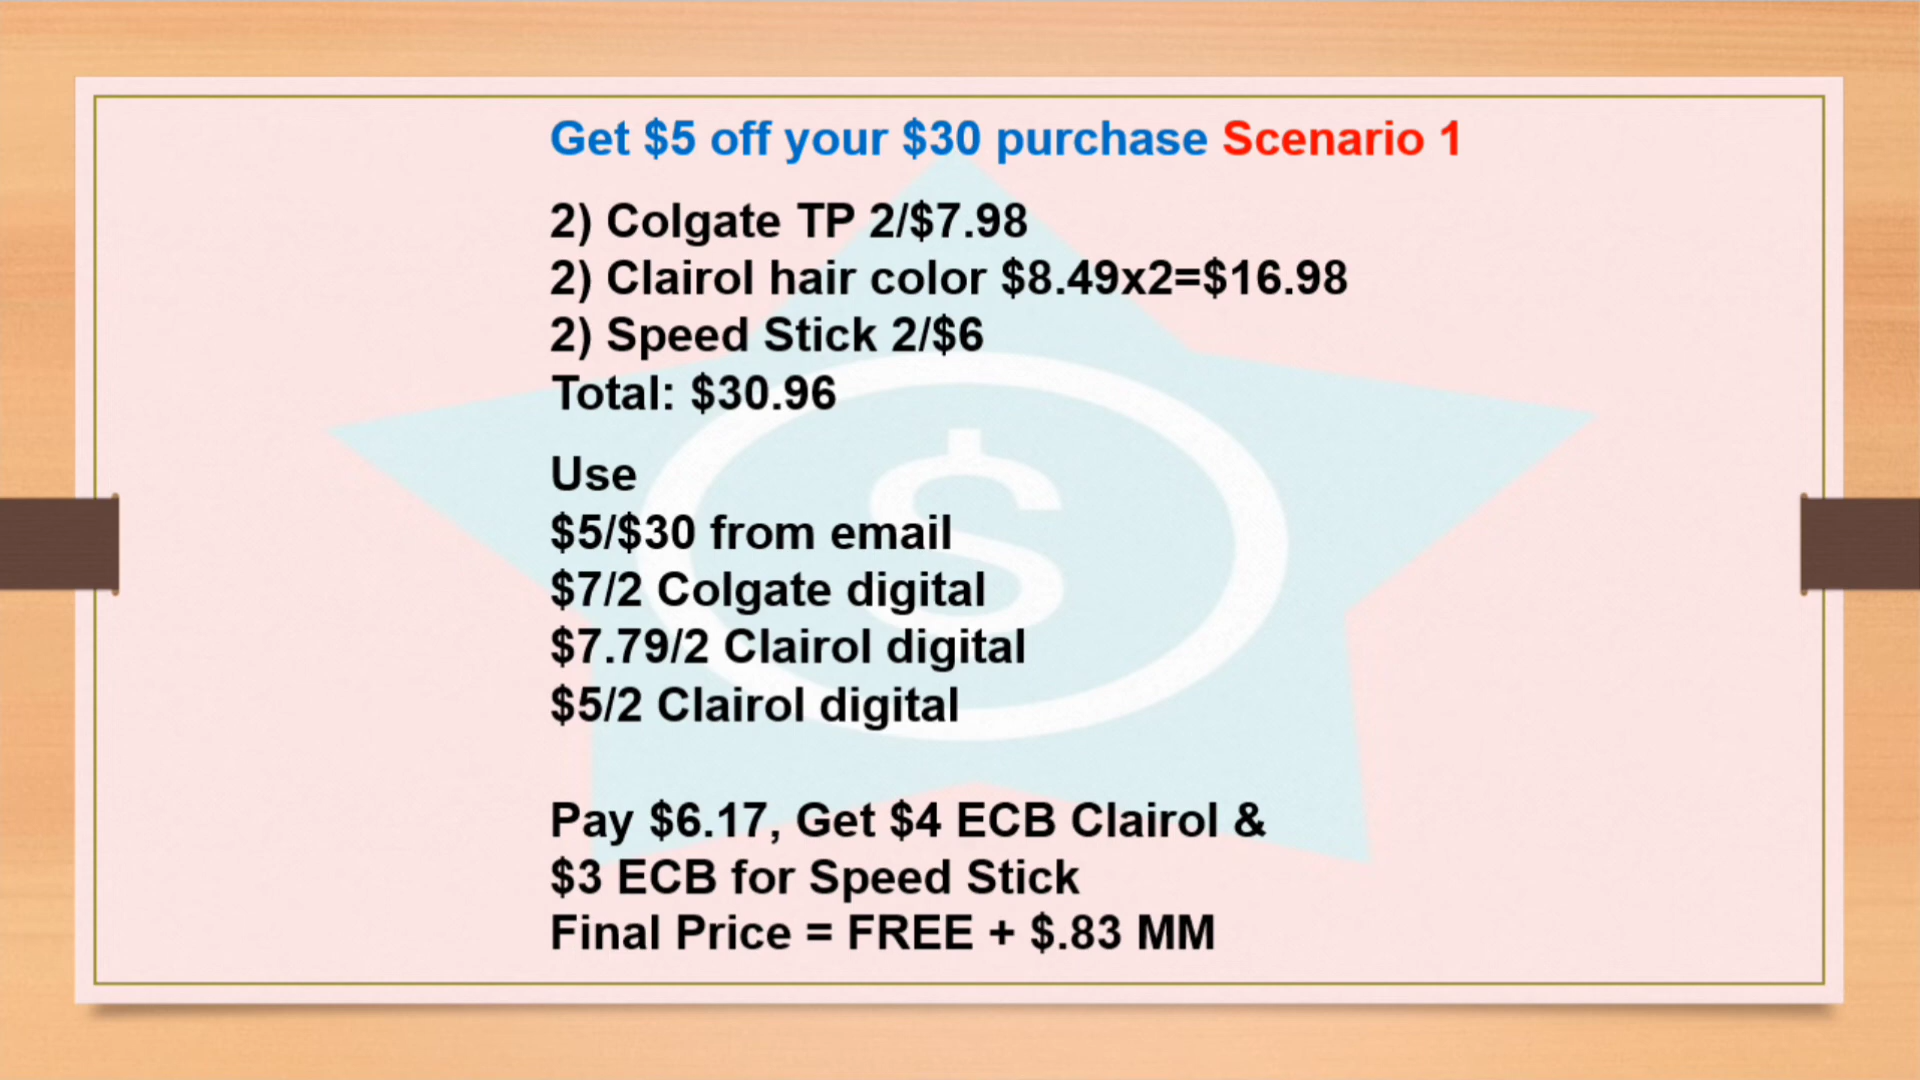 Get $5 off your $30 purchase Scenario 1
2) Colgate TP 2/$7.98
2) Clairol hair color $8.49x2=$16.98
2) Speed Stick 2/$6
Total: $30.96
Use
$5/$30 from email
$7/2 Colgate digital
$7.79/2 Clairol digital
$5/2 Clairol digital
Pay $6.17, Get $4 ECB Clairol &
$3 ECB for Speed Stick
Final Price = FREE + $.83 MM
$